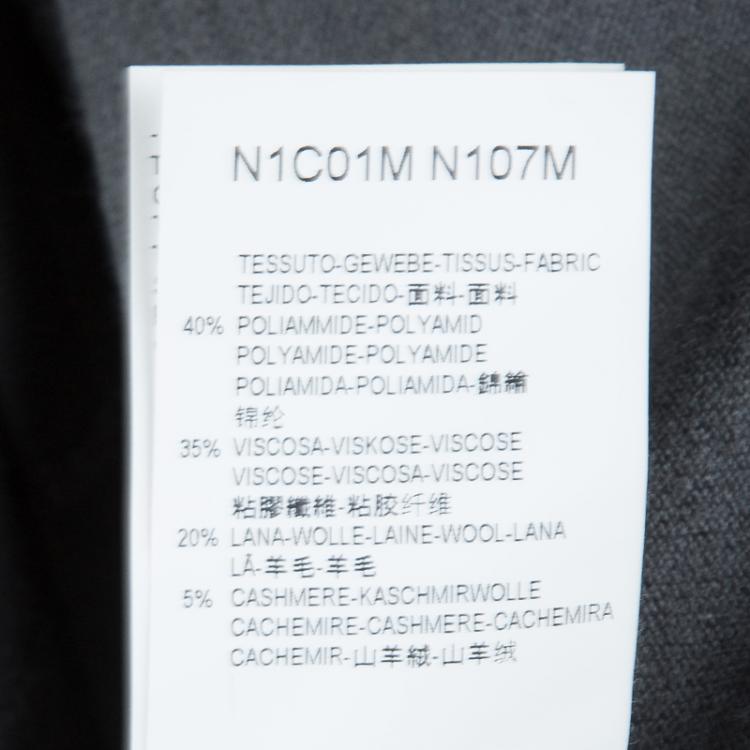 N1C01M N107M
TESSUTO-GEWEBE-TISSUS-FABRIC
TEJIDO-TECIDO-面料-面料
40% POLIAMMIDE-POLYAMID
POLYAMIDE-POLYAMIDE
POLIAMIDA-POLIAMIDA-錦綸
锦纶
35% VISCOSA-VISKOSE-VISCOSE
VISCOSE-VISCOSA-VISCOSE
粘膠纖維-粘胶纤维
20% LANA-WOLLE-LAINE-WOOL-LANA
LÃ-羊毛-羊毛
5% CASHMERE-KASCHMIRWOLLE
CACHEMIRE-CASHMERE-CACHEMIRA
CACHEMIR-山羊絨-山羊绒